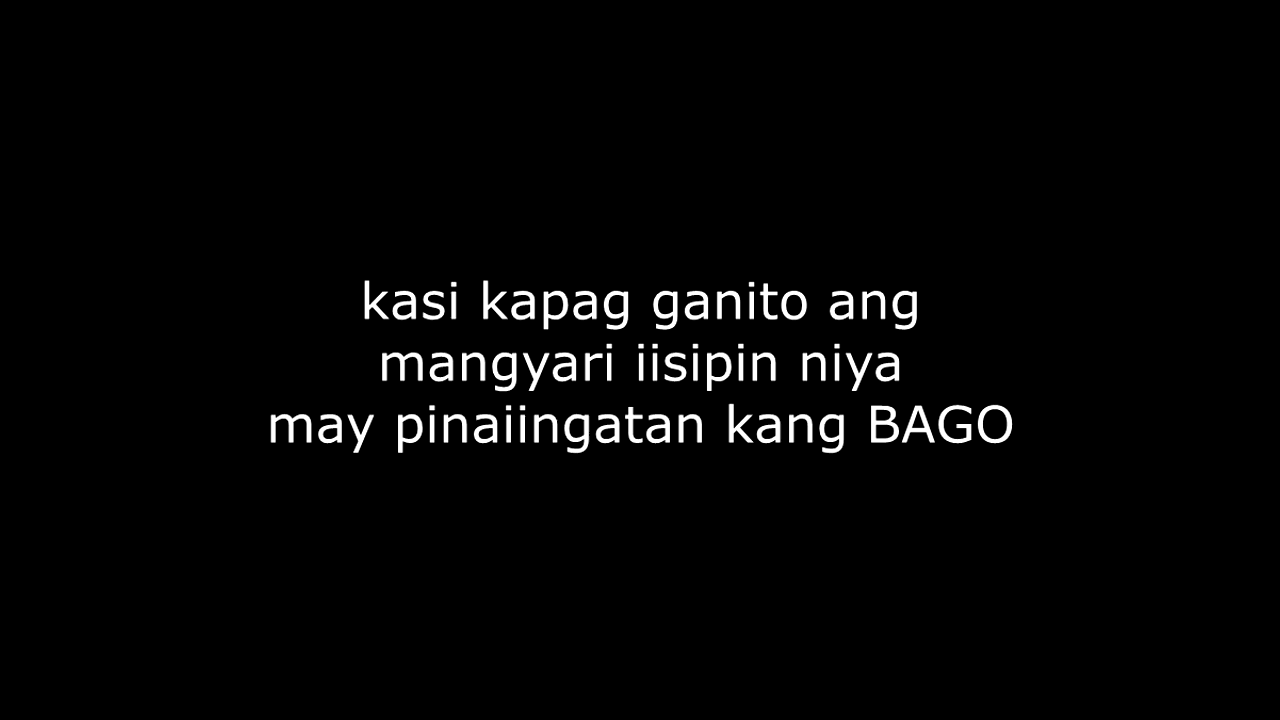 kasi kapag ganito ang
mangyari iisipin niya
may pinaiingatan kang BAGO